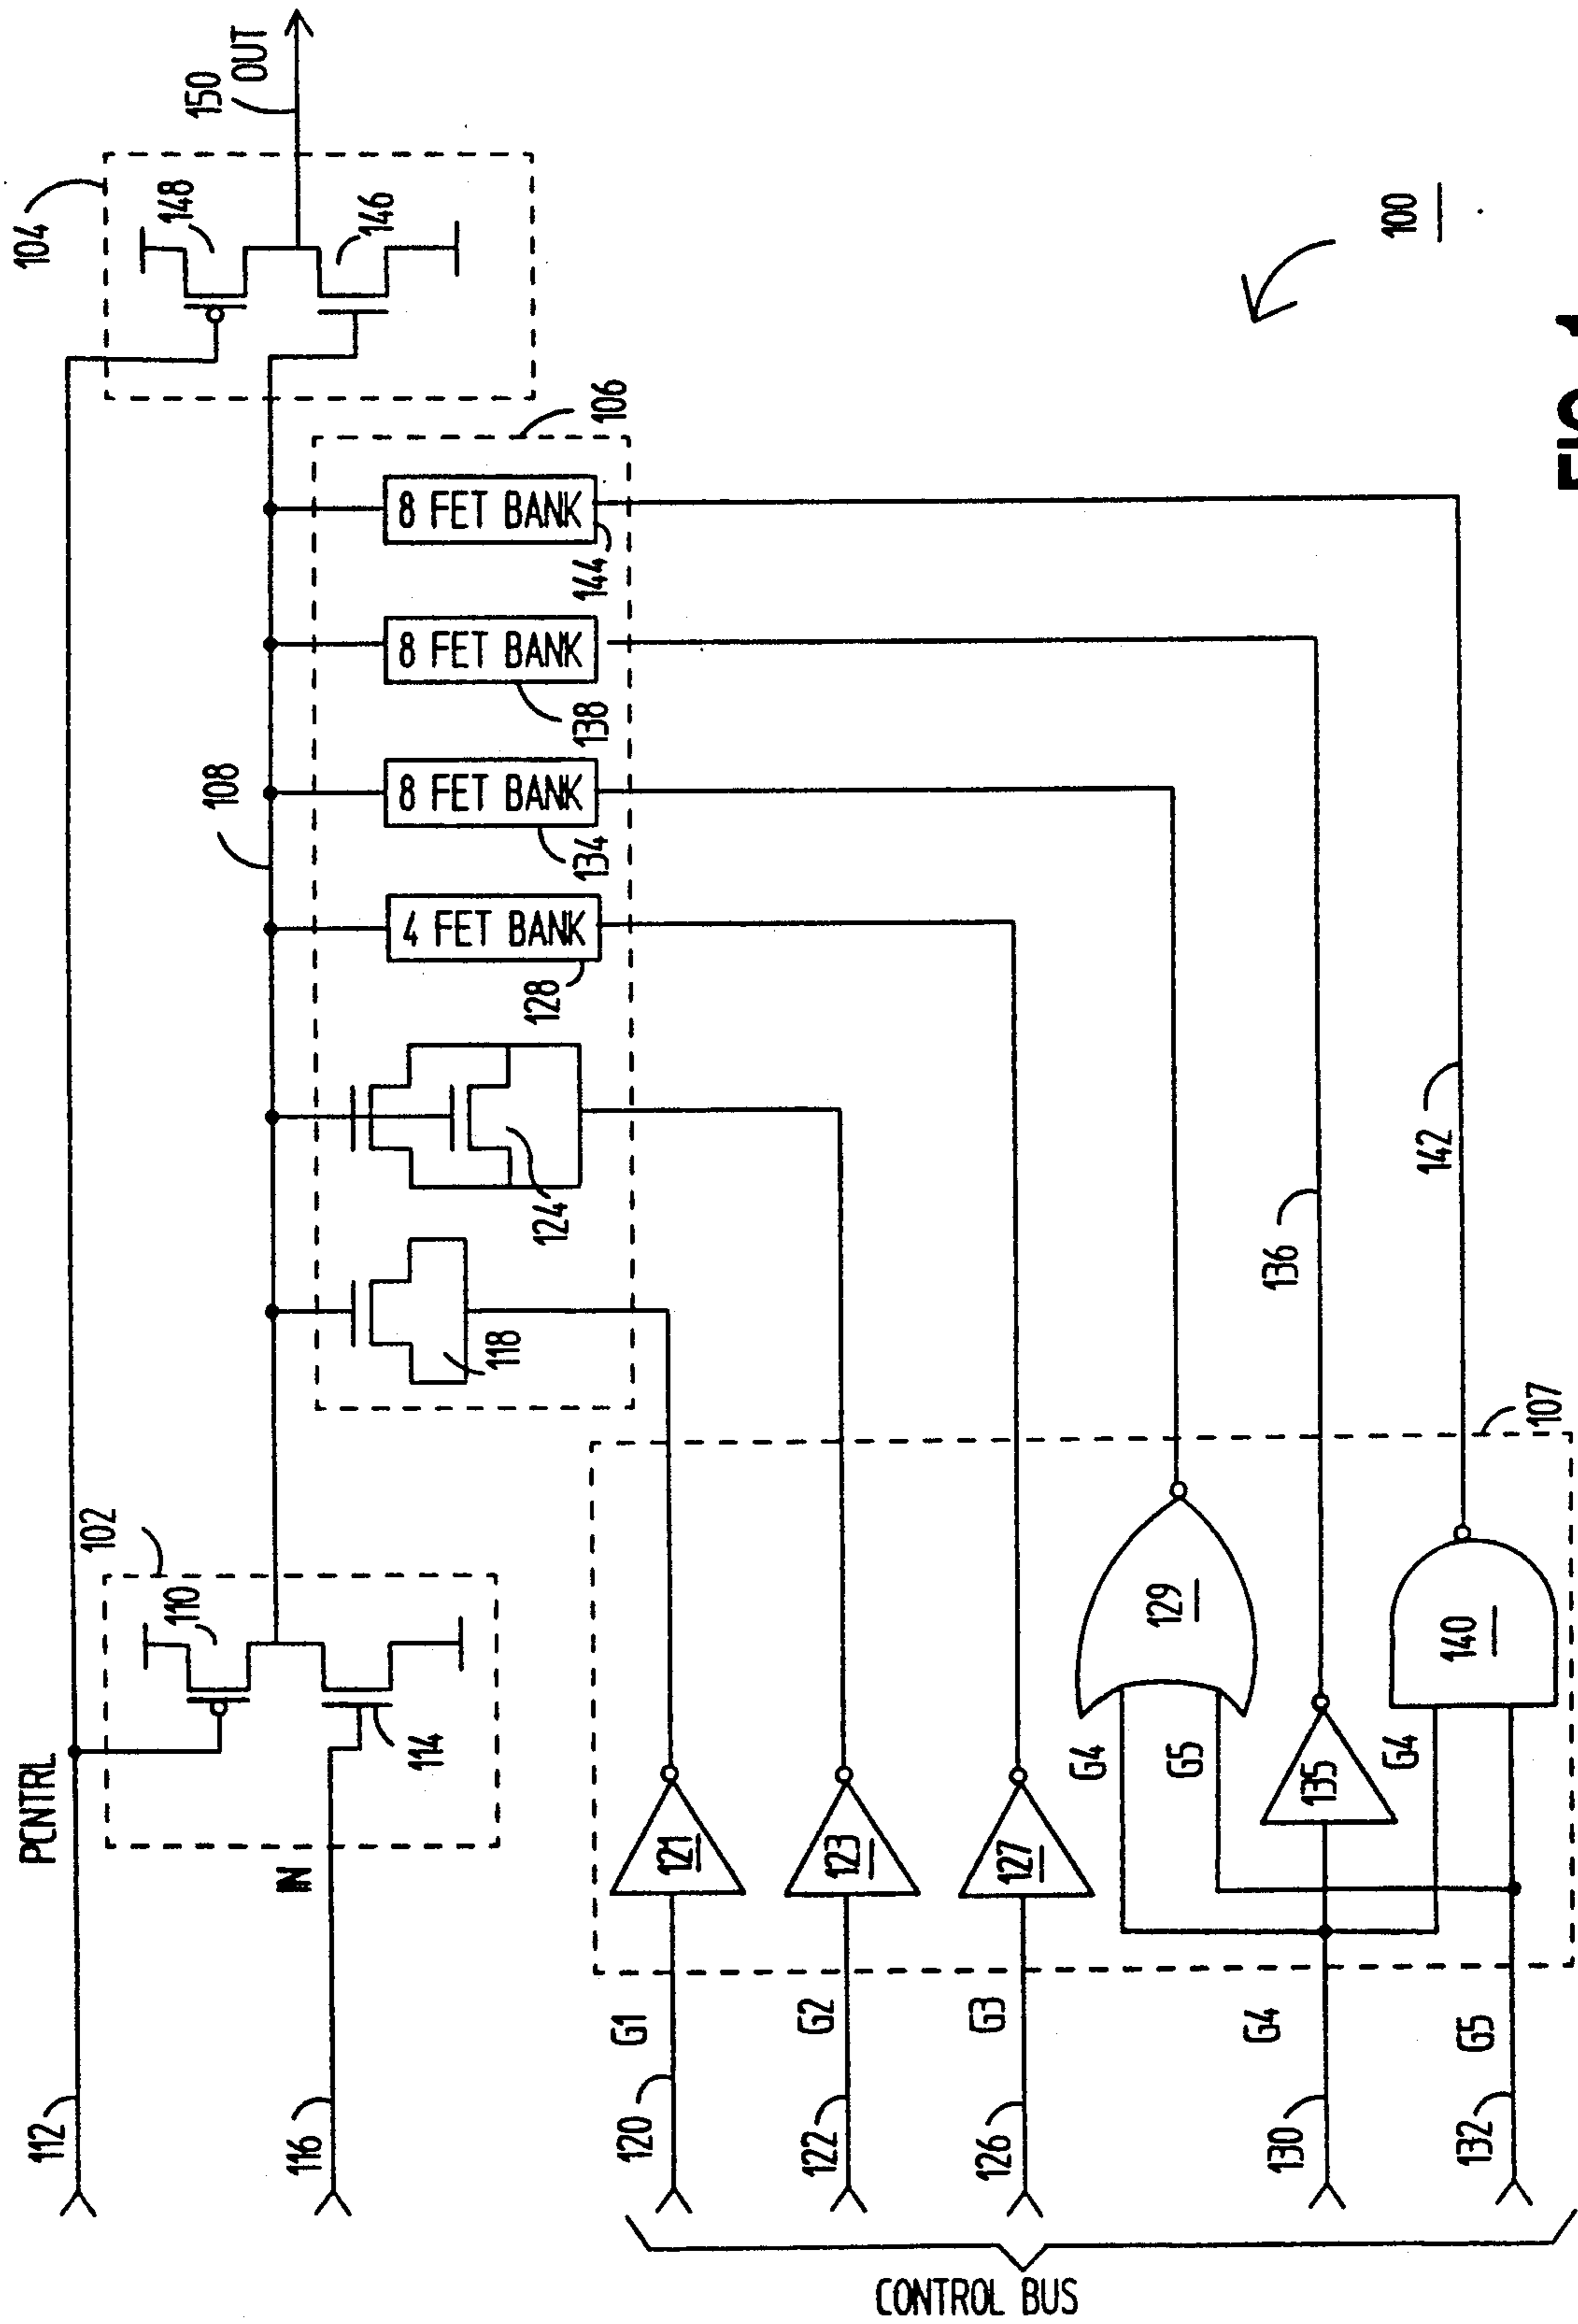 104
148
150
OUT
146
PCNTRL
102
110
108
112
IN
114
116
118
124
128
4 FET BANK
134
8 FET BANK
138
8 FET BANK
144
8 FET BANK
106
G1
120
121
G2
122
123
G3
126
127
G4
G5
129
136
G4
130
135
G4
140
142
G5
132
107
CONTROL BUS
100